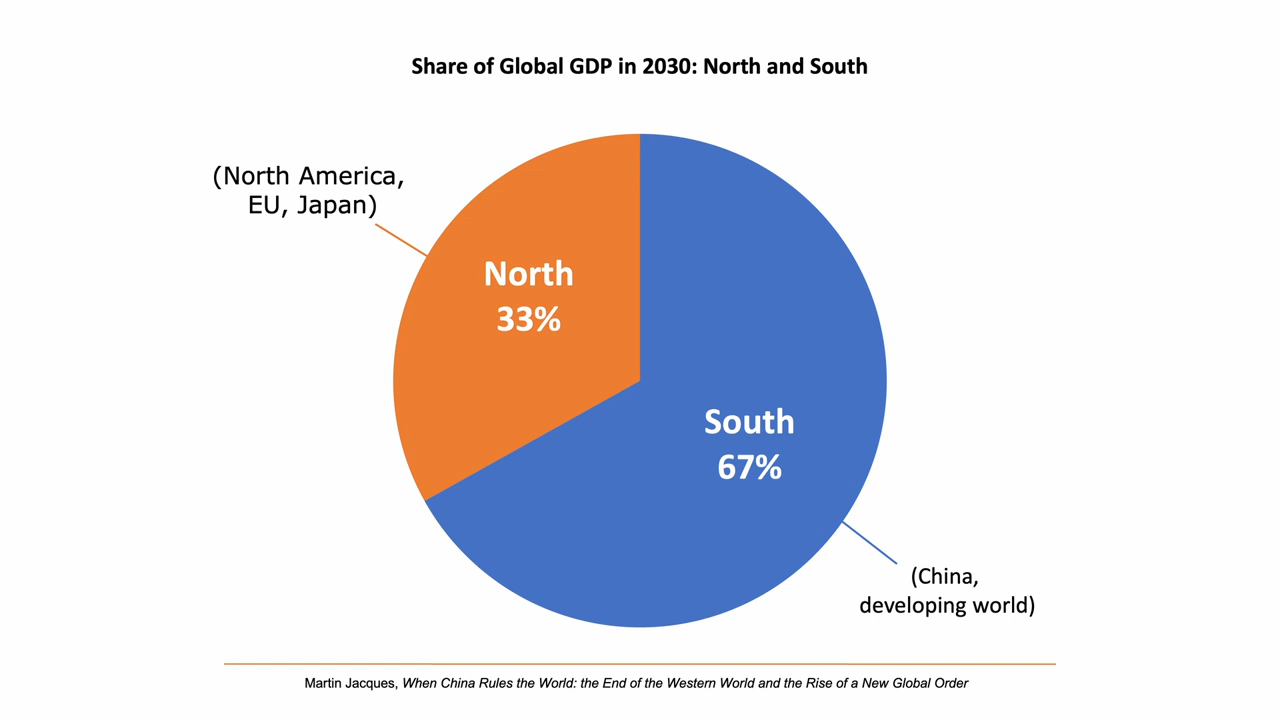 Share of Global GDP in 2030: North and South
(North America,
EU, Japan)
North
33%
South
67%
(China,
developing world)
Martin Jacques, When China Rules the World: the End of the Western World and the Rise of a New Global Order